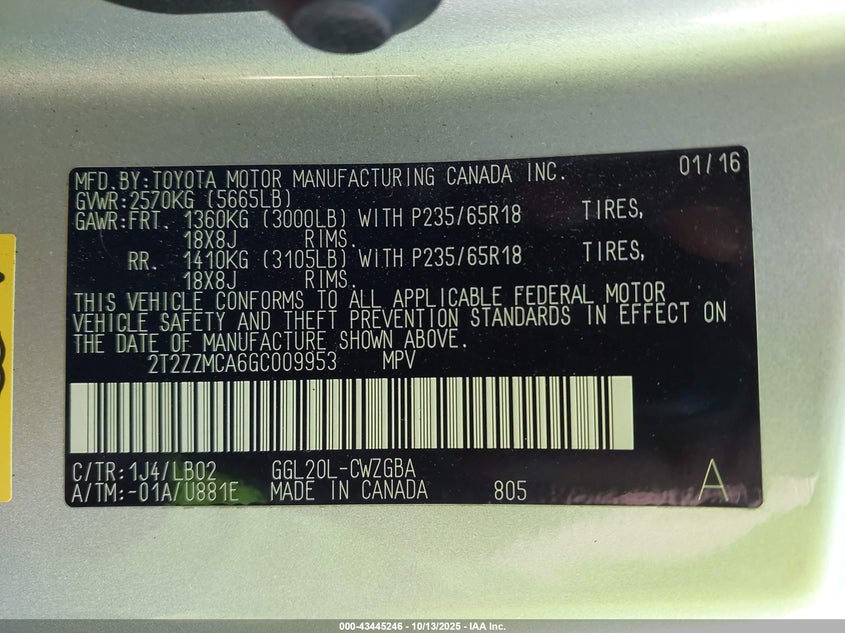 MFD.BY:TOYOTA MOTOR MANUFACTURING CANADA INC. 01/16
GVWR:2570KG (5665LB)
GAWR:FRT. 1360KG (3000LB) WITH P235/65R18 TIRES,
18X8J RIMS.
RR. 1410KG (3105LB) WITH P235/65R18 TIRES,
18X8J RIMS.
THIS VEHICLE CONFORMS TO ALL APPLICABLE FEDERAL MOTOR
VEHICLE SAFETY AND THEFT PREVENTION STANDARDS IN EFFECT ON
THE DATE OF MANUFACTURE SHOWN ABOVE.
2T2ZZMCA6GC009953 MPV
C/TR:1J4/LB02 GGL20L-CWZGBA
A/TM:-01A/U881E MADE IN CANADA 805 A
000-43445246 - 10/13/2025 - IAA Inc.